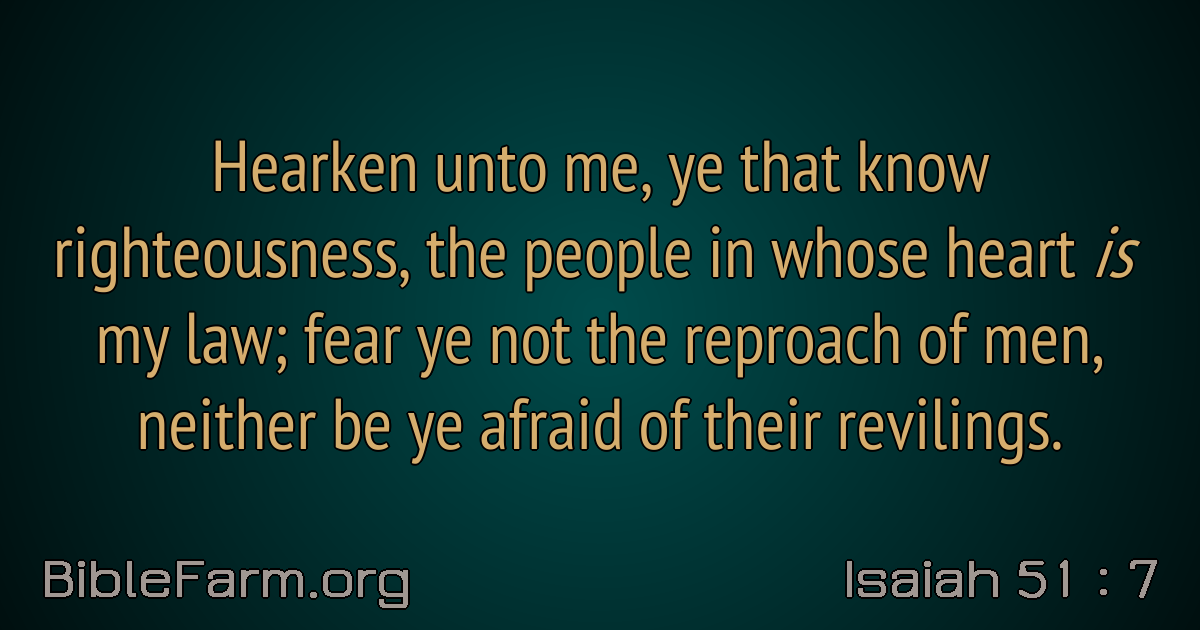 Hearken unto me, ye that know
righteousness, the people in whose heart is
my law; fear ye not the reproach of men,
neither be ye afraid of their revilings.
BibleFarm.org
Isaiah 51 : 7